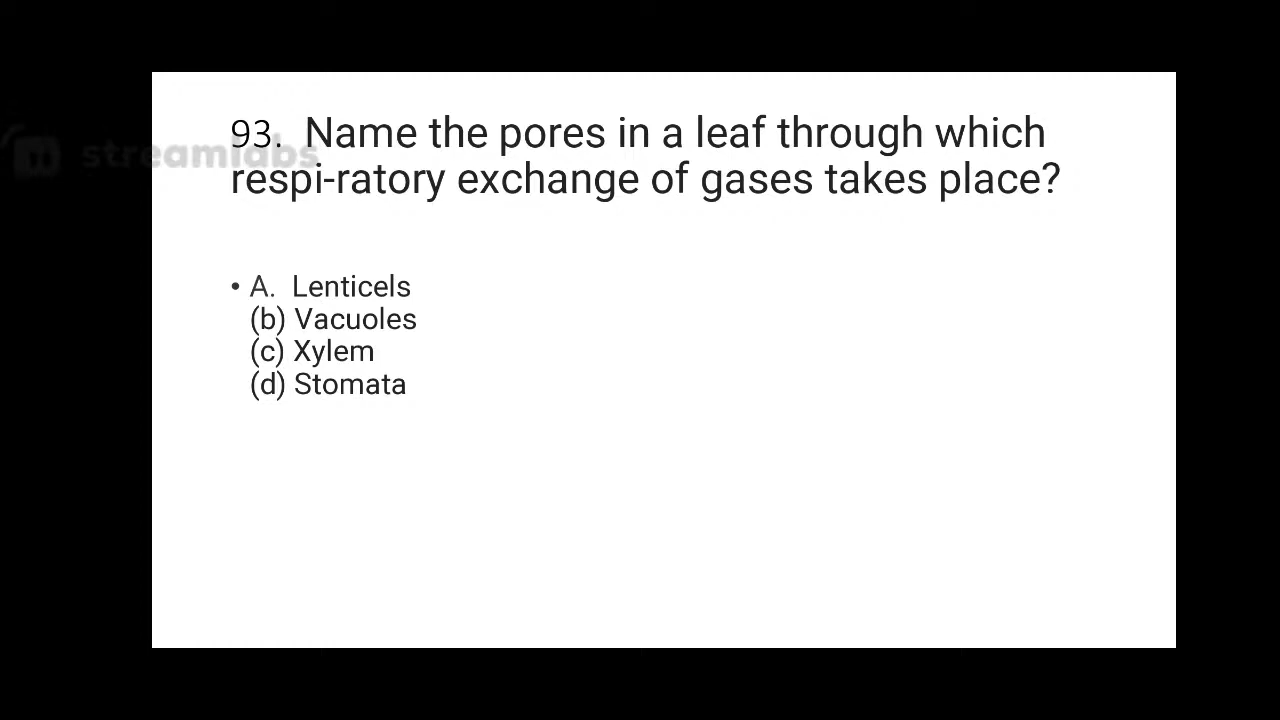 93. Name the pores in a leaf through which
streamlabs
respi-ratory exchange of gases takes place?
• A. Lenticels
(b) Vacuoles
(c) Xylem
(d) Stomata